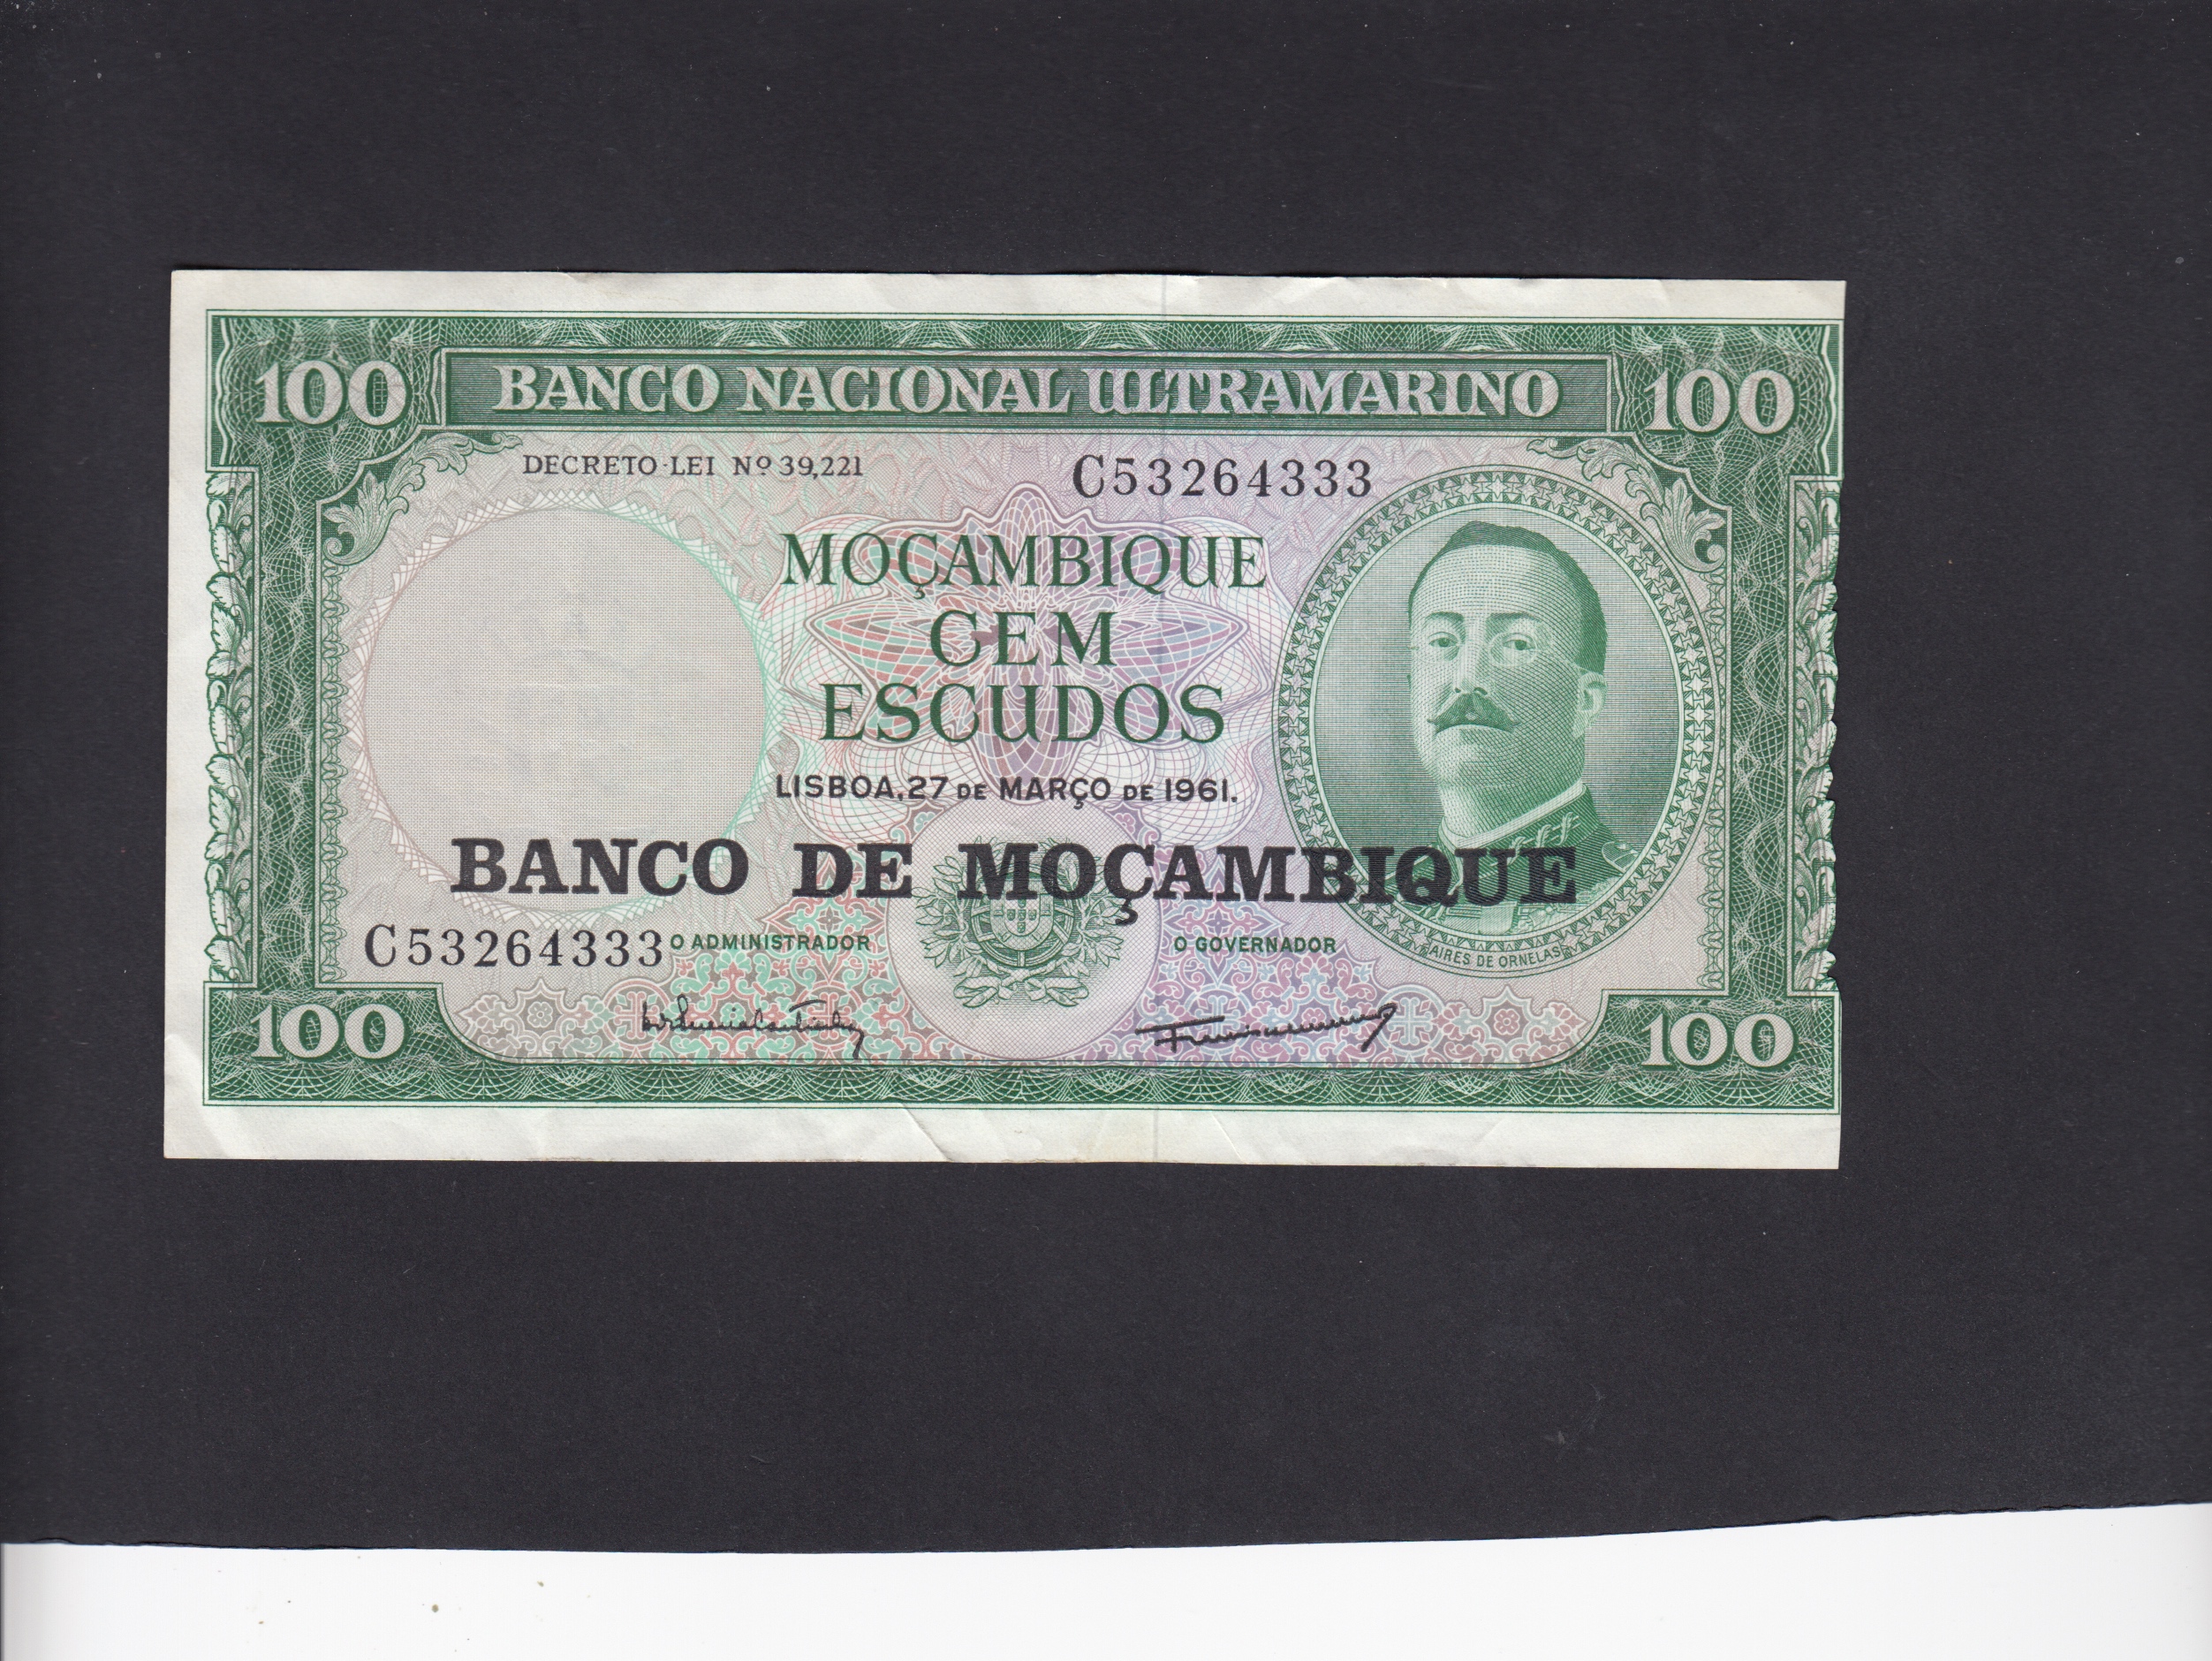 100 BANCO NACIONAL ULTRAMARINO 100
DECRETO-LEI Nº 39,221
C53264333
MOÇAMBIQUE
CEM
ESCUDOS
LISBOA, 27 DE MARÇO DE 1961.
BANCO DE MOÇAMBIQUE
C53264333
O ADMINISTRADOR
O GOVERNADOR
AIRES DE ORNELAS
100
100